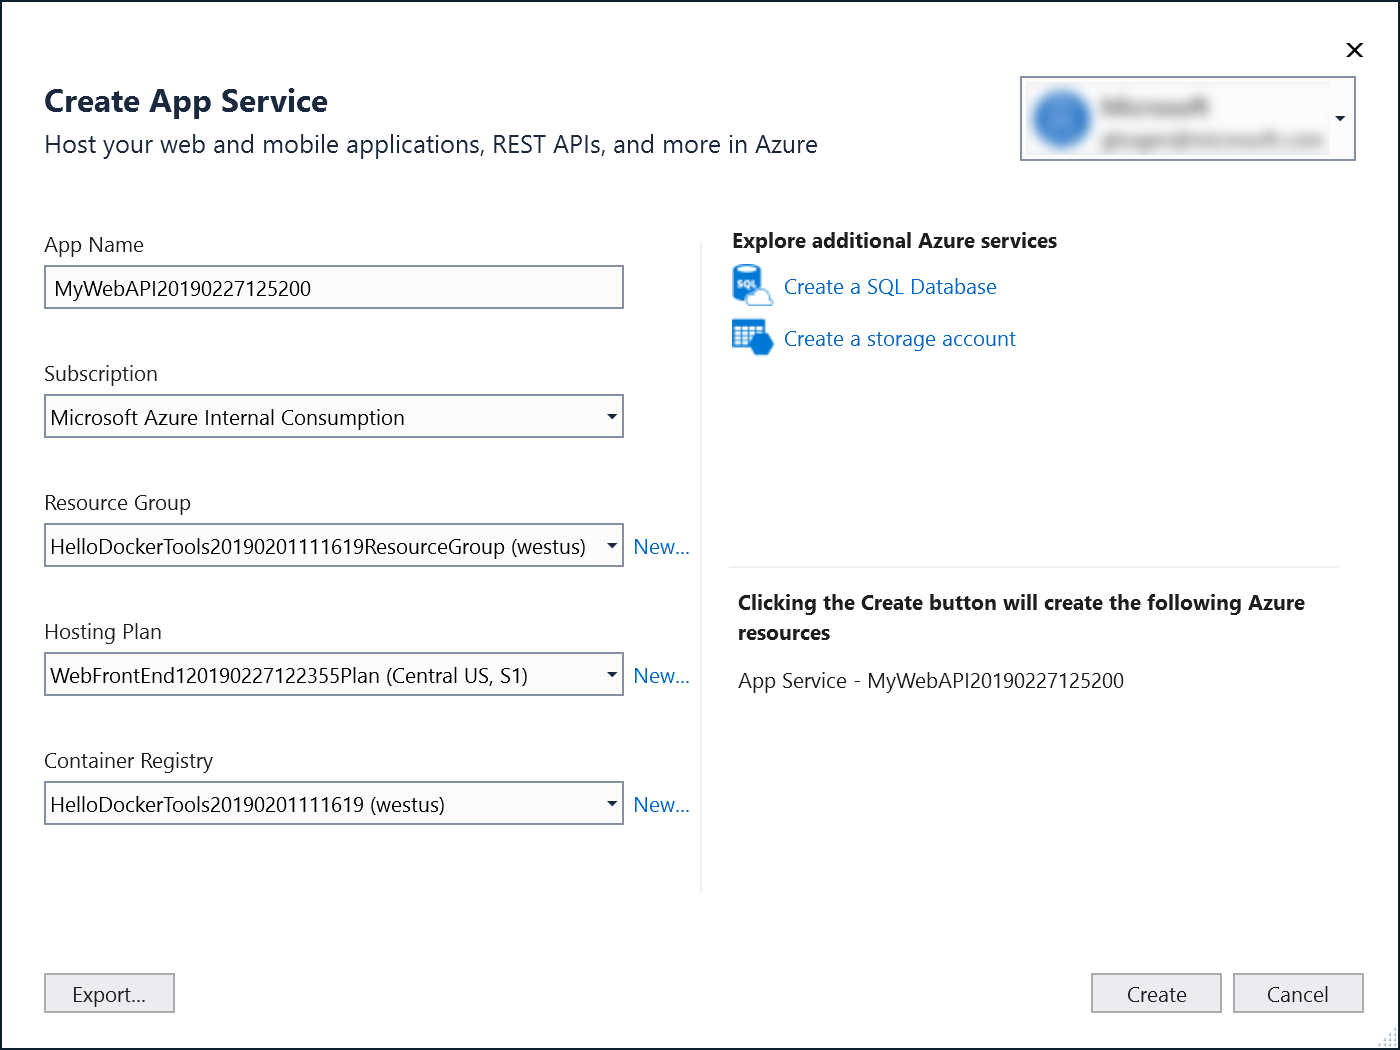 Create App Service
Host your web and mobile applications, REST APIs, and more in Azure
App Name
MyWebAPI20190227125200
Subscription
Microsoft Azure Internal Consumption
Resource Group
HelloDockerTools20190201111619ResourceGroup (westus)
New...
Hosting Plan
WebFrontEnd120190227122355Plan (Central US, S1)
New...
Container Registry
HelloDockerTools20190201111619 (westus)
New...
Explore additional Azure services
SQL
Create a SQL Database
Create a storage account
Clicking the Create button will create the following Azure
resources
App Service - MyWebAPI20190227125200
Export...
Create
Cancel